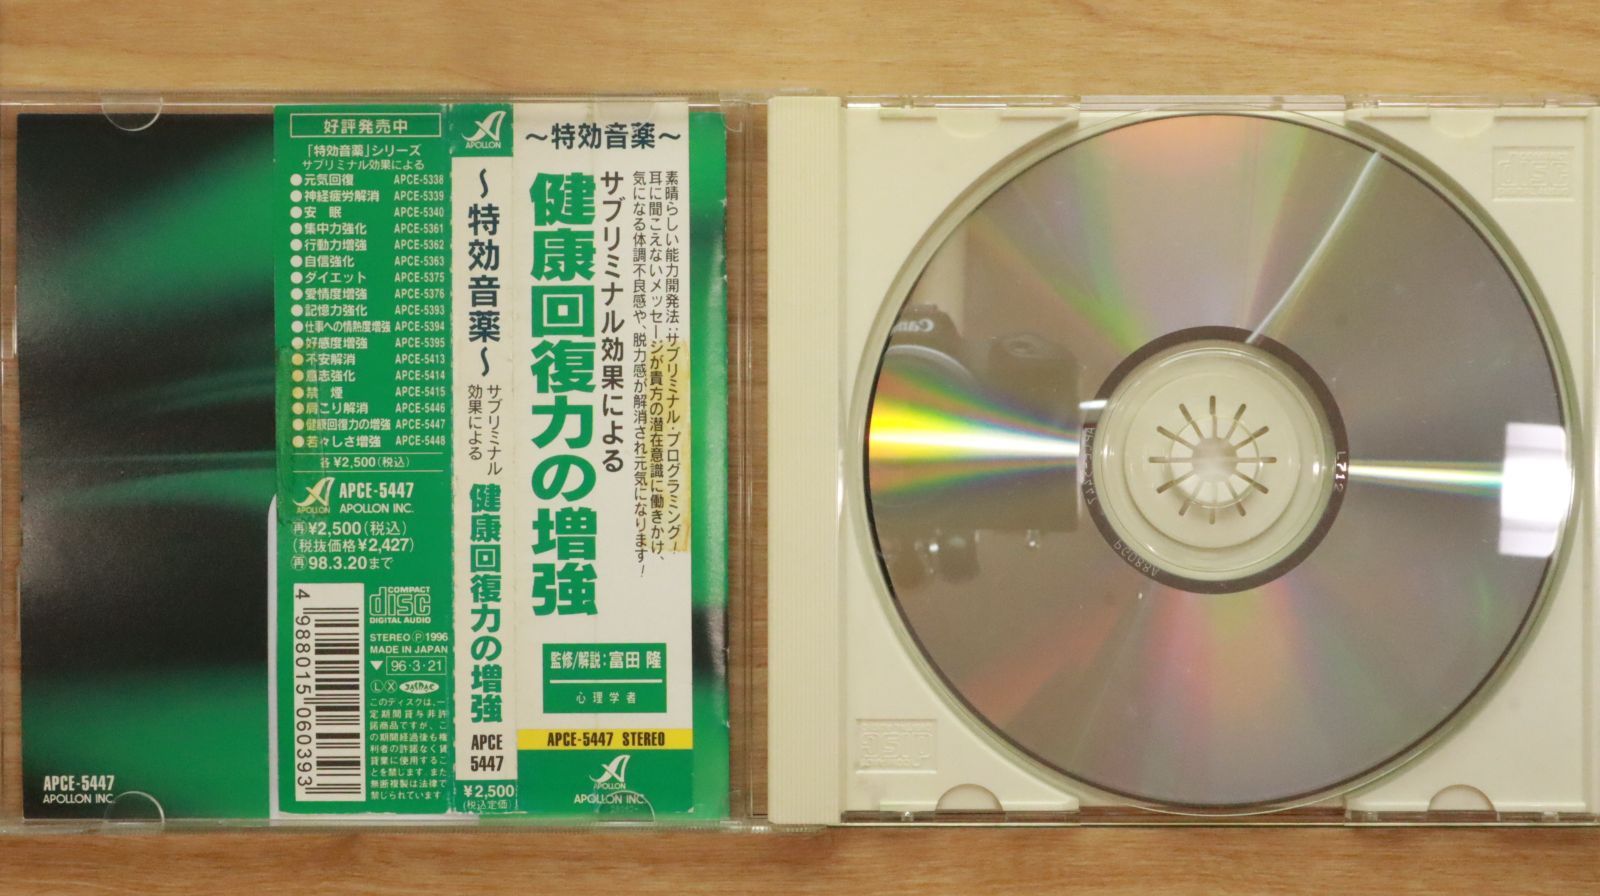 好評発売中
「特効音薬」シリーズ
サブリミナル効果による
●元気回復 APCE-5338
●神経疲労解消 APCE-5339
●安 眠 APCE-5340
●集中力強化 APCE-5361
●行動力増強 APCE-5362
●自信強化 APCE-5363
●ダイエット APCE-5375
●愛情度増強 APCE-5376
●記憶力強化 APCE-5393
●仕事への情熱度増強 APCE-5394
●好感度増強 APCE-5395
●不安解消 APCE-5413
●意志強化 APCE-5414
●禁 煙 APCE-5415
●肩こり解消 APCE-5446
●健康回復力の増強 APCE-5447
●若々しさ増強 APCE-5448
各¥2,500(税込)
APOLLON
APCE-5447
APOLLON INC.
再¥2,500(税込)
(税抜価格¥2,427)
再98.3.20まで
4 988015 060393
COMPACT
disc
DIGITAL AUDIO
STEREO Ⓟ1996
MADE IN JAPAN
▼ 96・3・21
Ⓛ Ⓧ JASRAC
このディスクは、一
定期間貸与非許
諾商品ですが、こ
の期間経過後も権
利者の許諾なく賃
貸業に使用するこ
とを禁じます。また
無断複製は法律で
禁じられています。
APOLLON
〜特効音薬〜
サブリミナル
効果による
健康回復力の増強
APCE
5447
¥2,500
(税込定価)
〜特効音薬〜
素晴らしい能力開発法:サブリミナル・プログラミング!
耳に聞こえないメッセージが貴方の潜在意識に働きかけ、
気になる体調不良感や、脱力感が解消され元気になります!
サブリミナル効果による
健康回復力の増強
監修/解説:富田 隆
心理学者
APCE-5447 STEREO
APOLLON
APOLLON INC.
APCE-5447
APOLLON INC.
L712